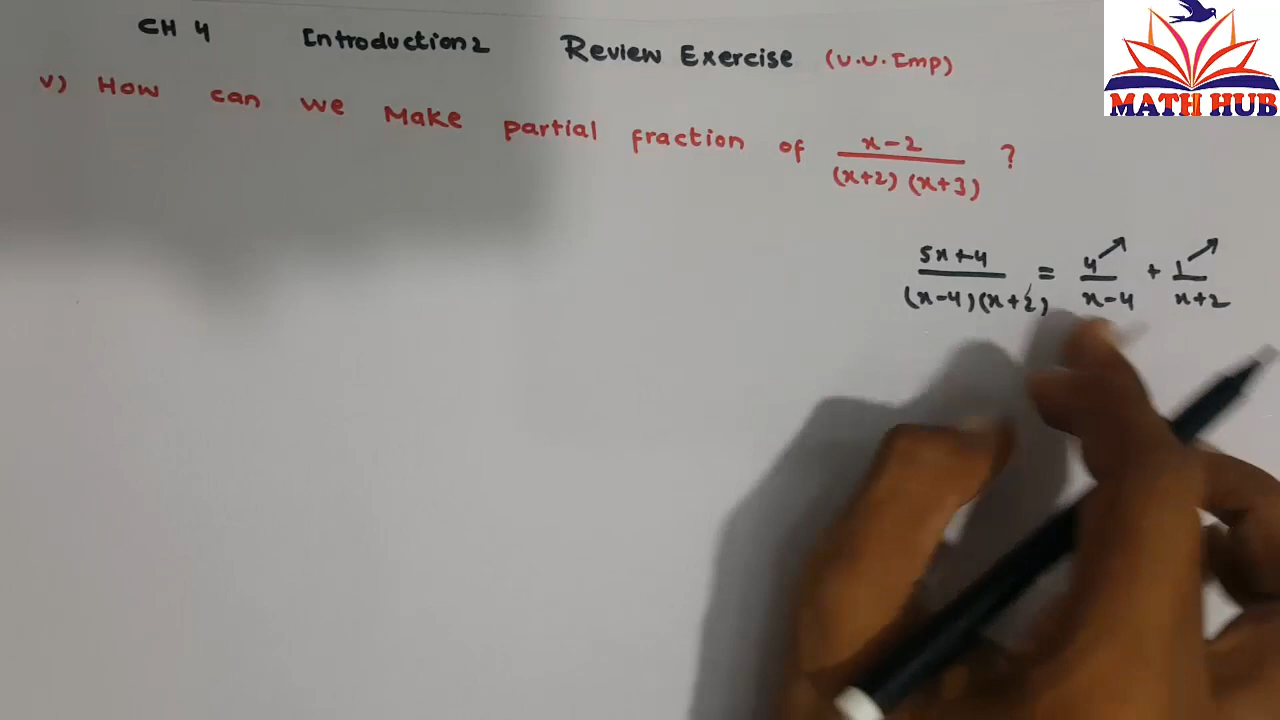 CH 4 Introduction2 Review Exercise (V.V.Imp)
MATH HUB
v) How can we Make partial fraction of x-2 / (x+2) (x+3) ?
5x+4 / (x-4)(x+2) = 4 / x-4 + 1 / x+2